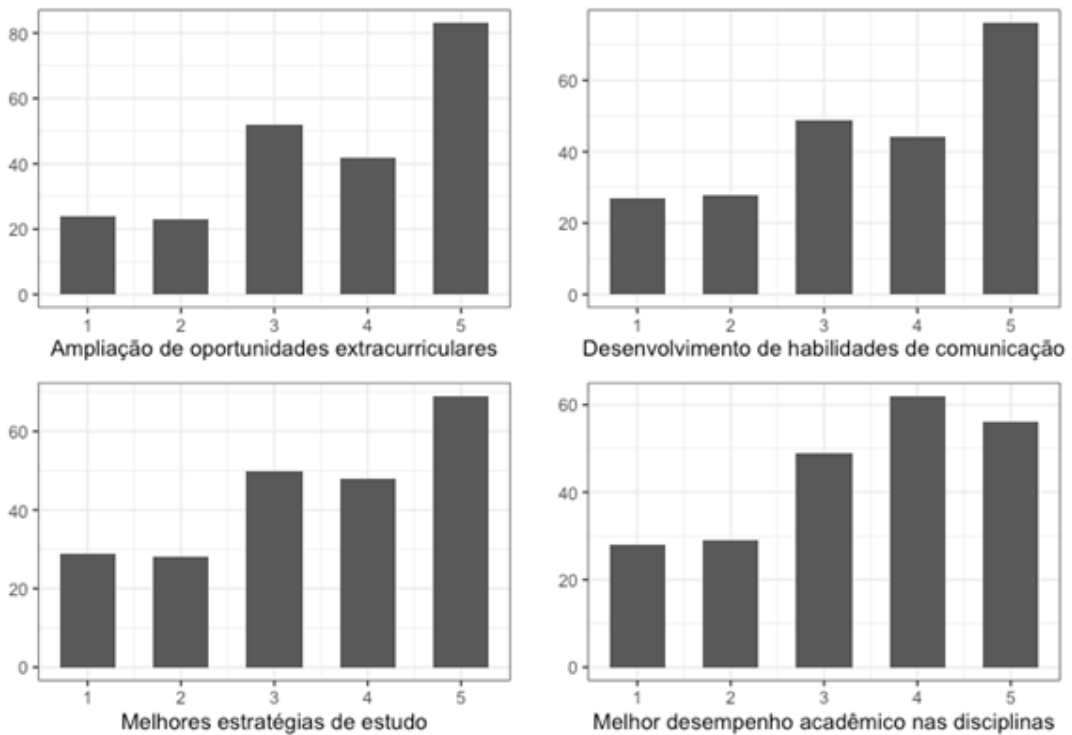 80
60
40
20
0
1 2 3 4 5
Ampliação de oportunidades extracurriculares
60
40
20
0
1 2 3 4 5
Desenvolvimento de habilidades de comunicação
60
40
20
0
1 2 3 4 5
Melhores estratégias de estudo
60
40
20
0
1 2 3 4 5
Melhor desempenho acadêmico nas disciplinas